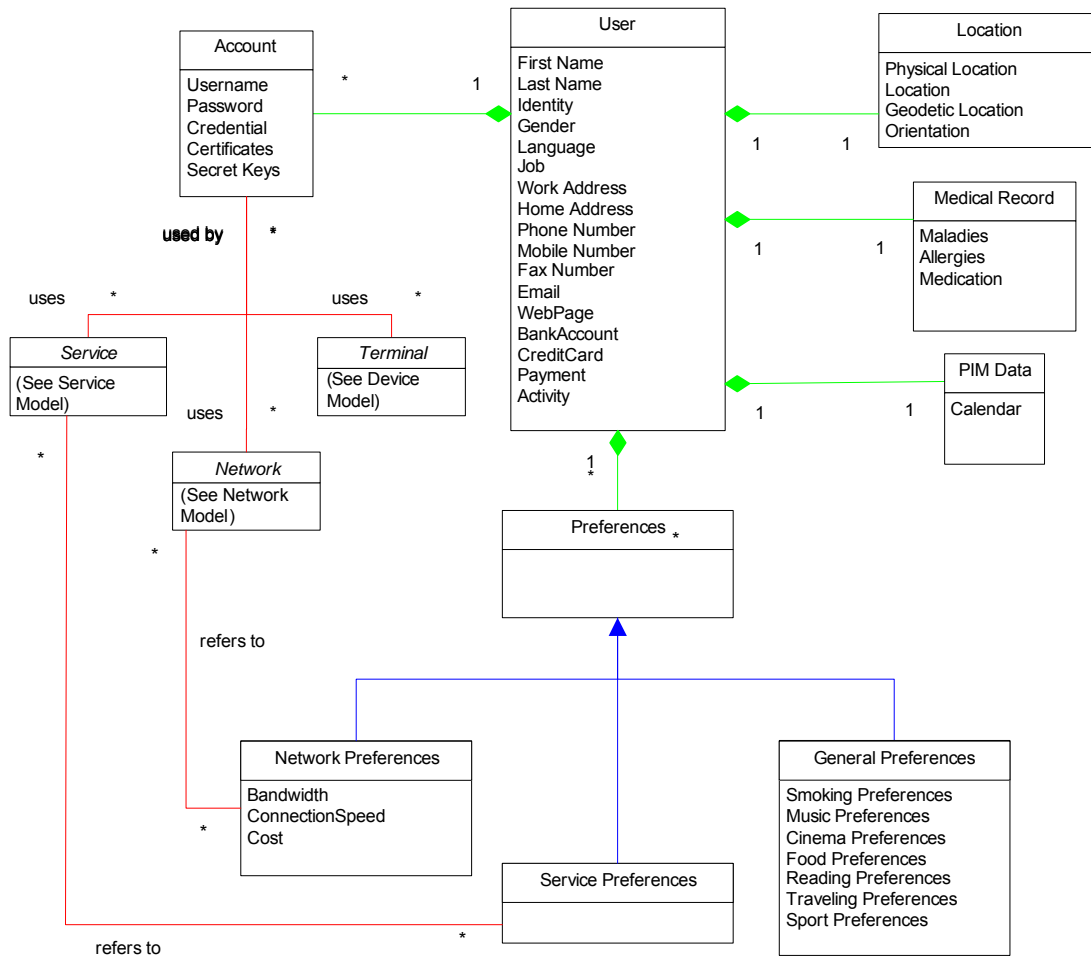 Account
Username
Password
Credential
Certificates
Secret Keys
*
1
User
First Name
Last Name
Identity
Gender
Language
Job
Work Address
Home Address
Phone Number
Mobile Number
Fax Number
Email
WebPage
BankAccount
CreditCard
Payment
Activity
Location
Physical Location
Location
Geodetic Location
Orientation
1
1
Medical Record
Maladies
Allergies
Medication
1
1
PIM Data
Calendar
1
1
used by
*
uses
*
uses
*
Service
(See Service
Model)
Terminal
(See Device
Model)
uses
*
*
Network
(See Network
Model)
*
1
*
Preferences
*
refers to
Network Preferences
Bandwidth
ConnectionSpeed
Cost
*
General Preferences
Smoking Preferences
Music Preferences
Cinema Preferences
Food Preferences
Reading Preferences
Traveling Preferences
Sport Preferences
Service Preferences
*
refers to